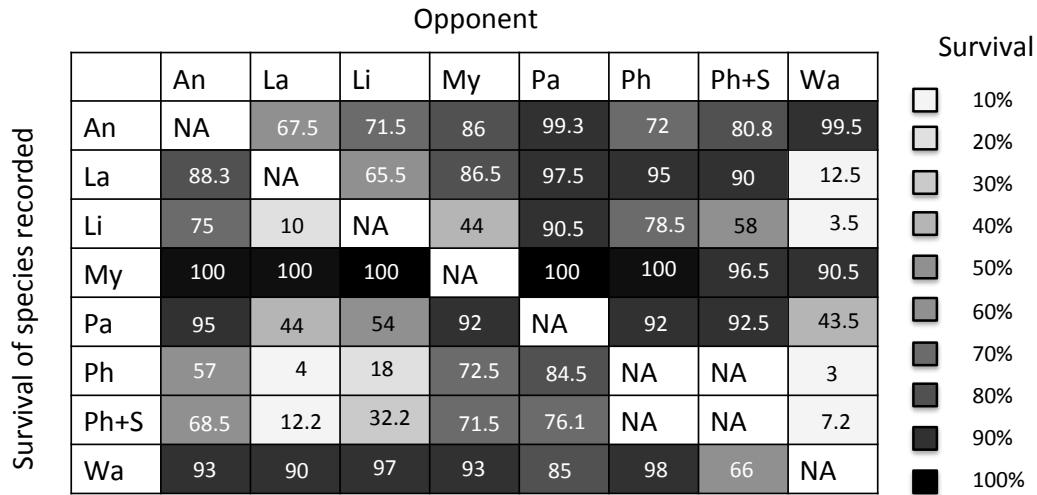 Opponent
Survival
Survival of species recorded
An La Li My Pa Ph Ph+S Wa
An NA 67.5 71.5 86 99.3 72 80.8 99.5
La 88.3 NA 65.5 86.5 97.5 95 90 12.5
Li 75 10 NA 44 90.5 78.5 58 3.5
My 100 100 100 NA 100 100 96.5 90.5
Pa 95 44 54 92 NA 92 92.5 43.5
Ph 57 4 18 72.5 84.5 NA NA 3
Ph+S 68.5 12.2 32.2 71.5 76.1 NA NA 7.2
Wa 93 90 97 93 85 98 66 NA
10%
20%
30%
40%
50%
60%
70%
80%
90%
100%